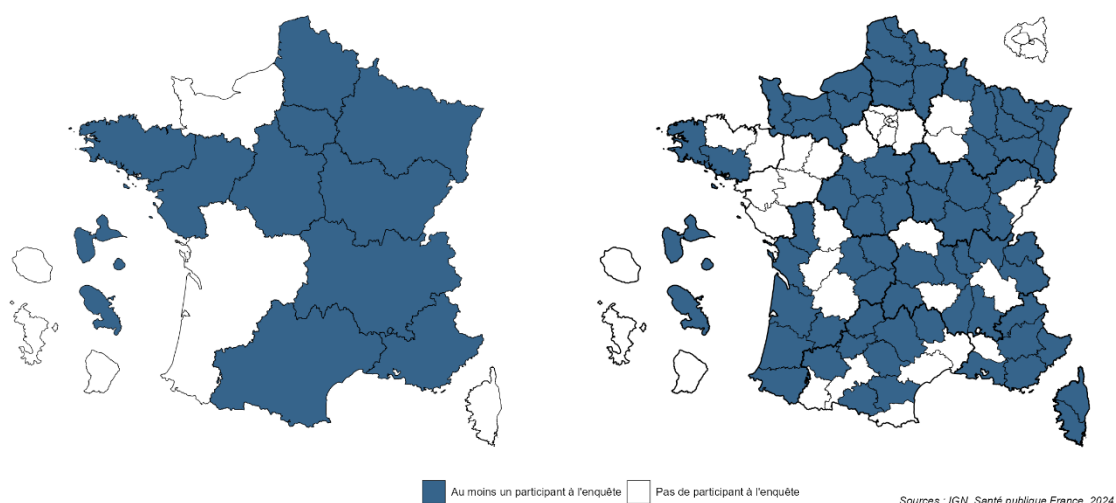 Au moins un participant à l'enquête
Pas de participant à l'enquête
Sources : IGN, Santé publique France, 2024